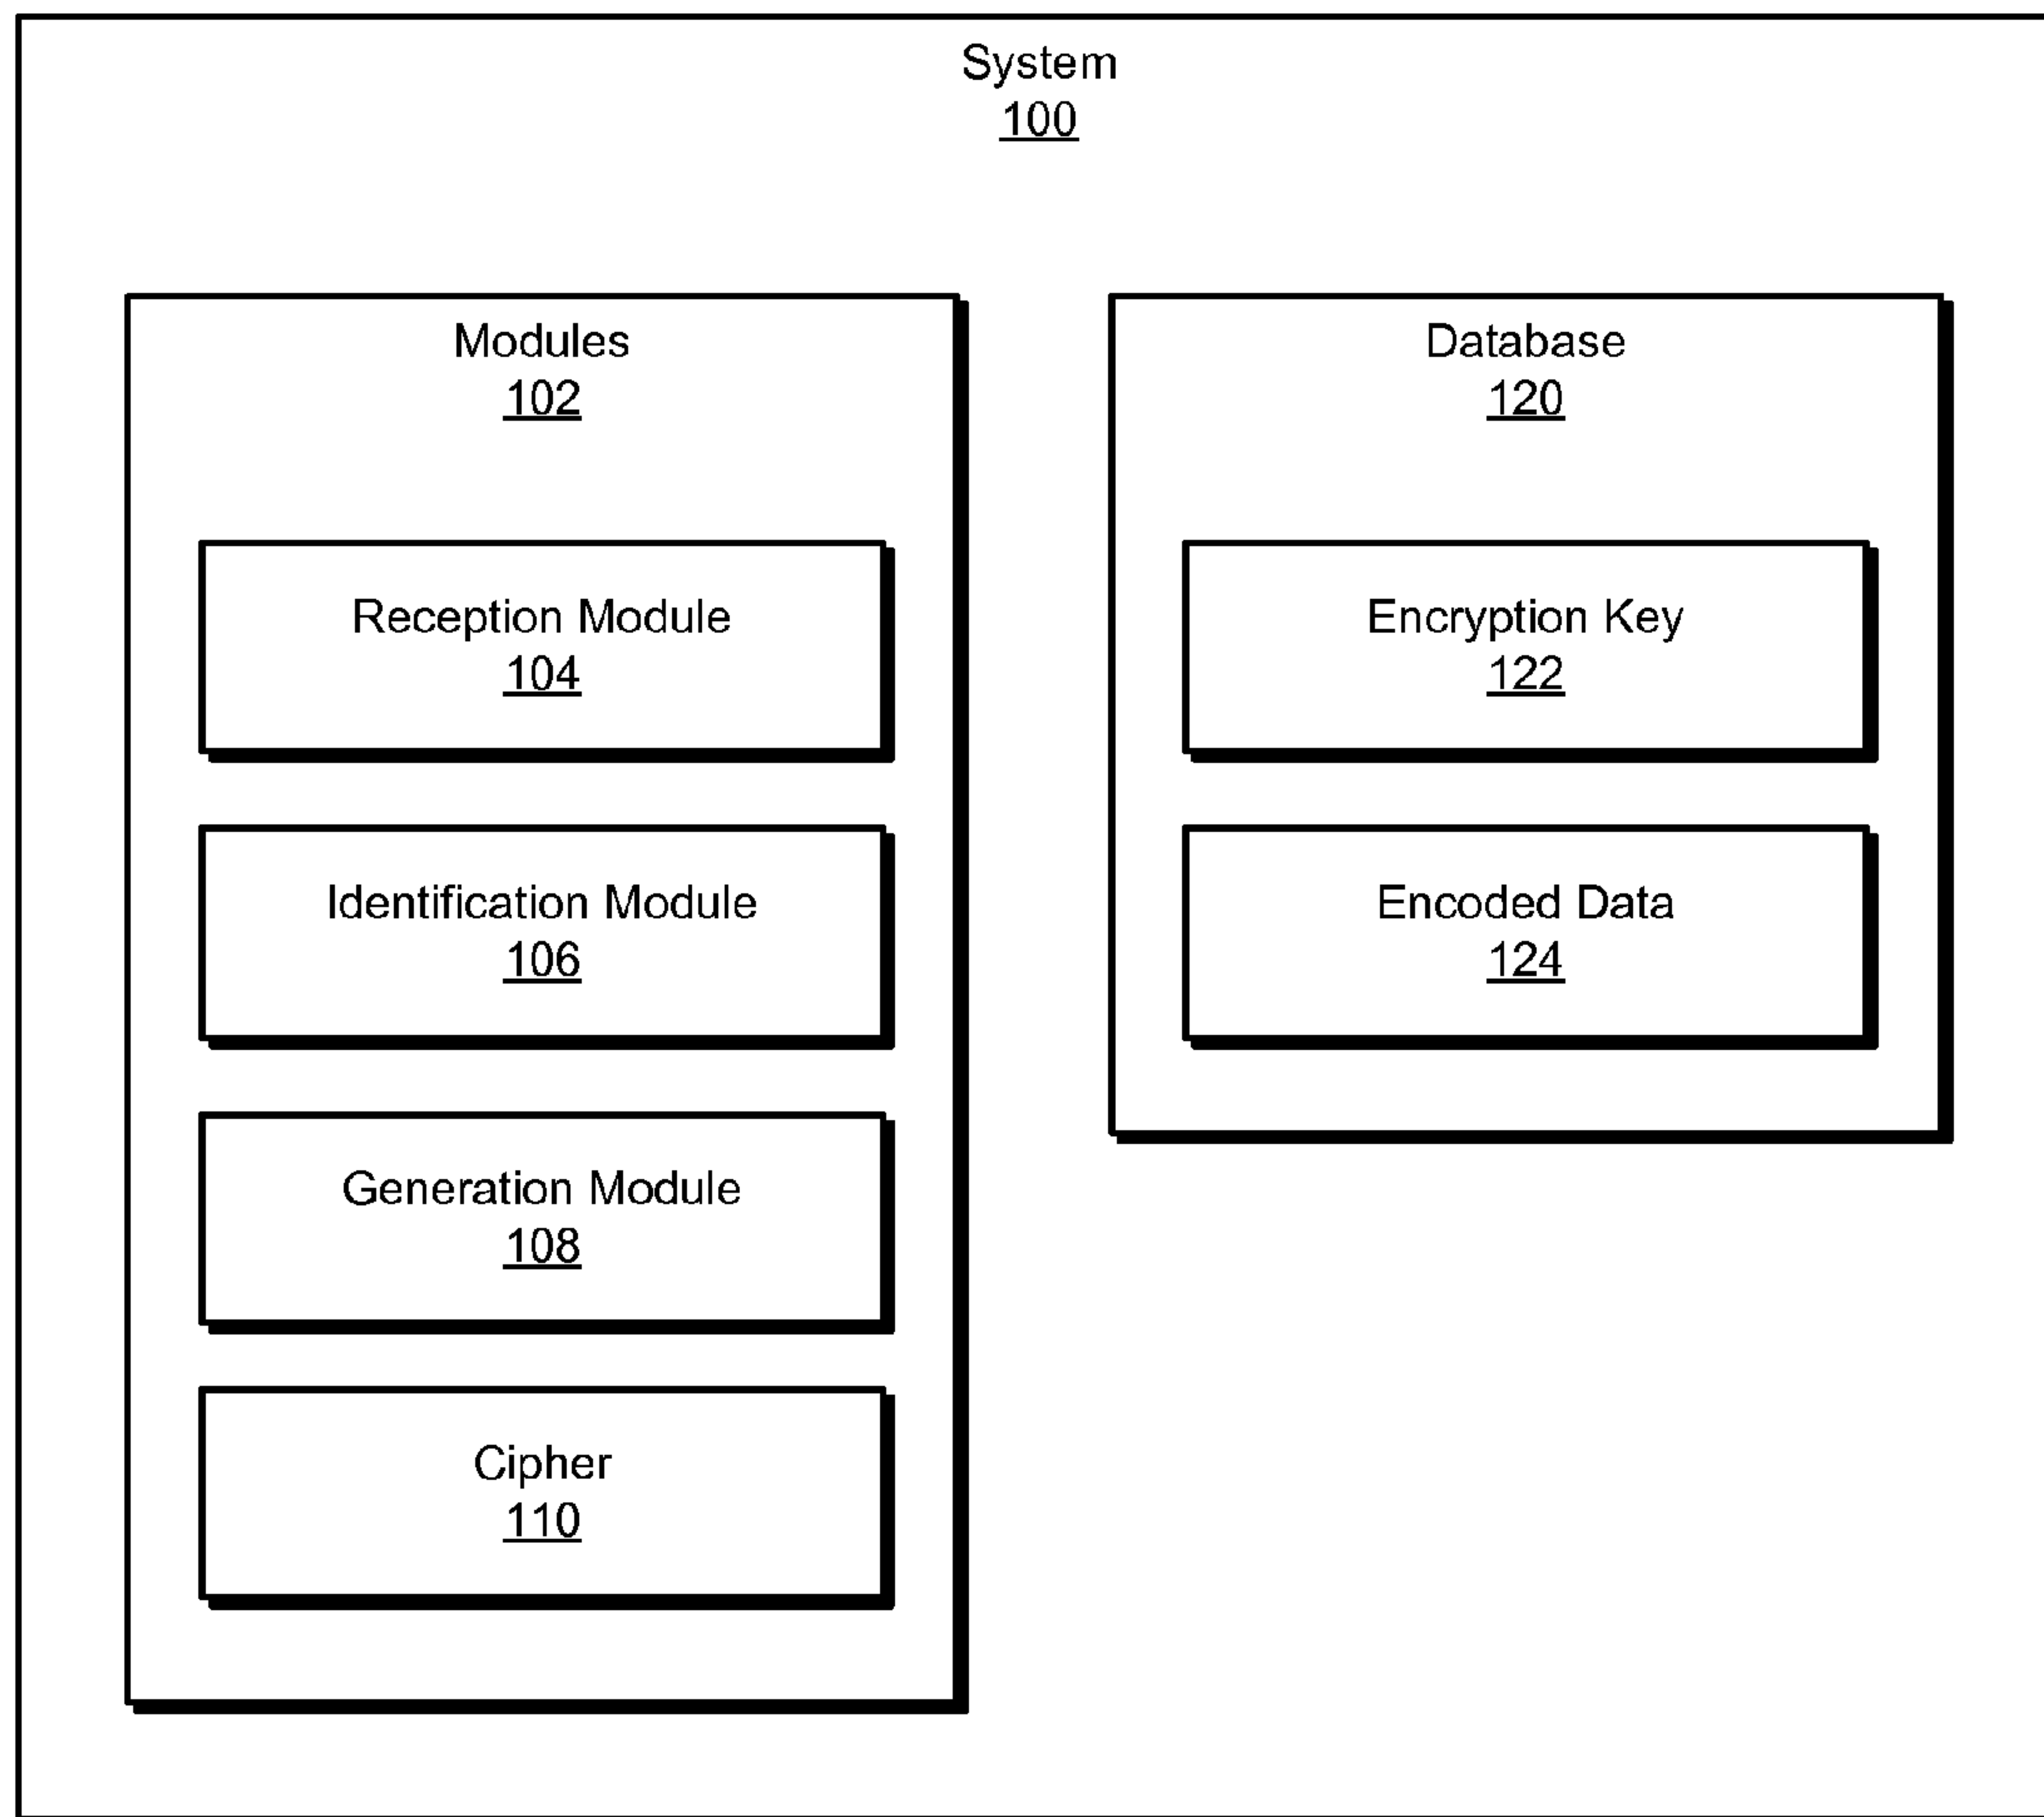 System
100
Modules
102
Reception Module
104
Identification Module
106
Generation Module
108
Cipher
110
Database
120
Encryption Key
122
Encoded Data
124